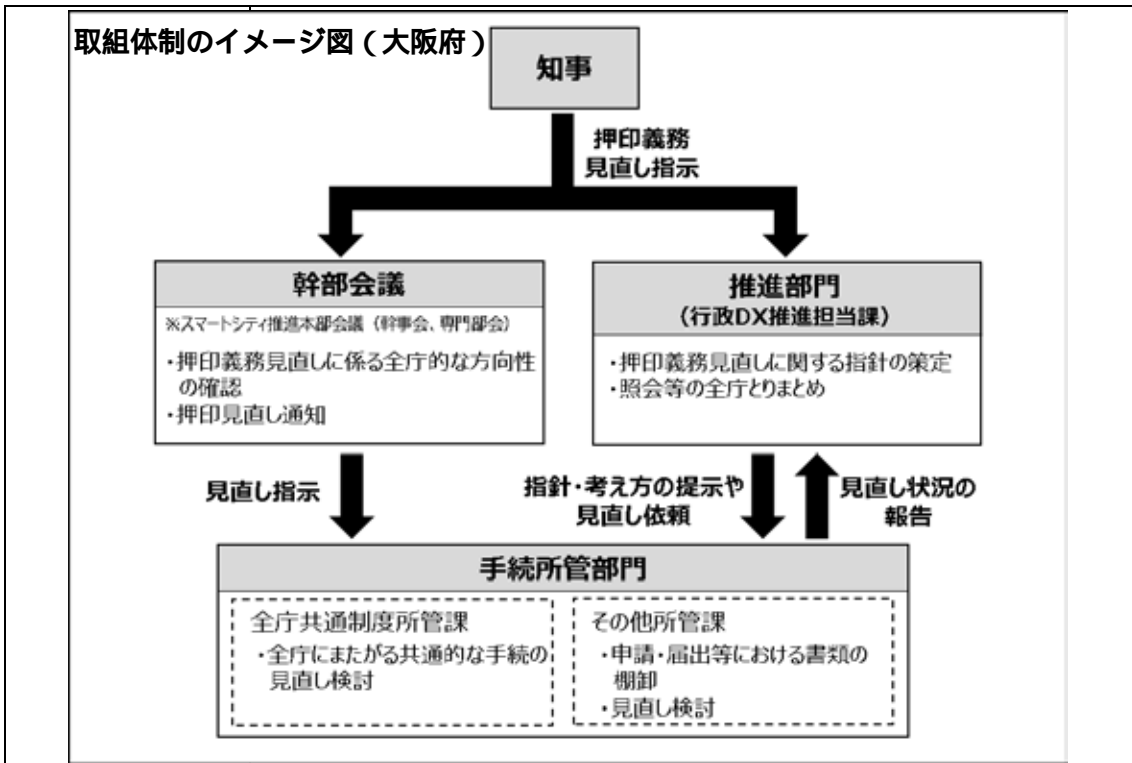 取組体制のイメージ図（大阪府）
知事
押印義務
見直し指示
幹部会議
※スマートシティ推進本部会議（幹事会、専門部会）
・押印義務見直しに係る全庁的な方向性
の確認
・押印見直し通知
推進部門
（行政DX推進担当課）
・押印義務見直しに関する指針の策定
・照会等の全庁とりまとめ
見直し指示
指針・考え方の提示や
見直し依頼
見直し状況の
報告
手続所管部門
全庁共通制度所管課
・全庁にまたがる共通的な手続の
見直し検討
その他所管課
・申請・届出等における書類の
棚卸
・見直し検討